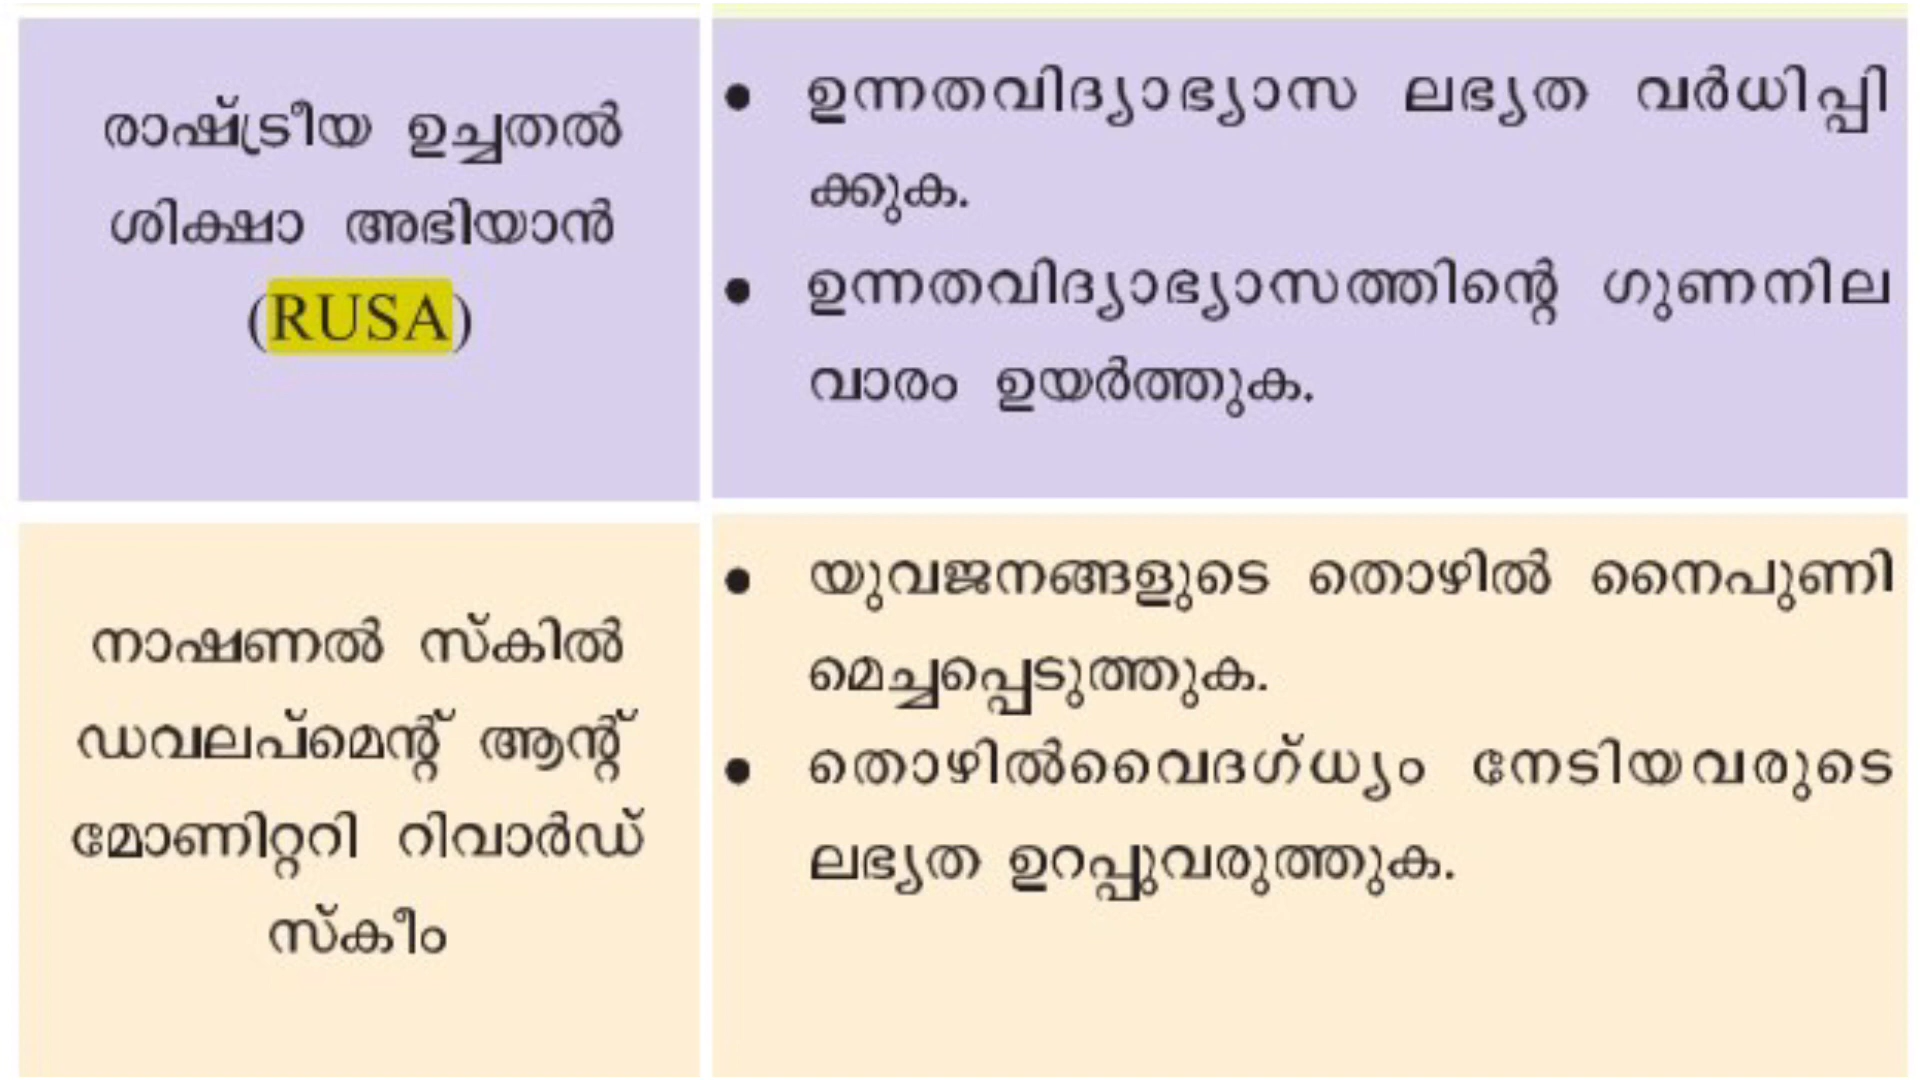 രാഷ്ട്രീയ ഉച്ചതൽ
ശിക്ഷാ അഭിയാൻ
(RUSA)
• ഉന്നതവിദ്യാഭ്യാസ ലഭ്യത വർധിപ്പി
ക്കുക.
• ഉന്നതവിദ്യാഭ്യാസത്തിന്റെ ഗുണനില
വാരം ഉയർത്തുക.
നാഷണൽ സ്കിൽ
ഡവലപ്മെന്റ് ആന്റ്
മോണിറ്ററി റിവാർഡ്
സ്കീം
• യുവജനങ്ങളുടെ തൊഴിൽ നൈപുണി
മെച്ചപ്പെടുത്തുക.
• തൊഴിൽവൈദഗ്ധ്യം നേടിയവരുടെ
ലഭ്യത ഉറപ്പുവരുത്തുക.